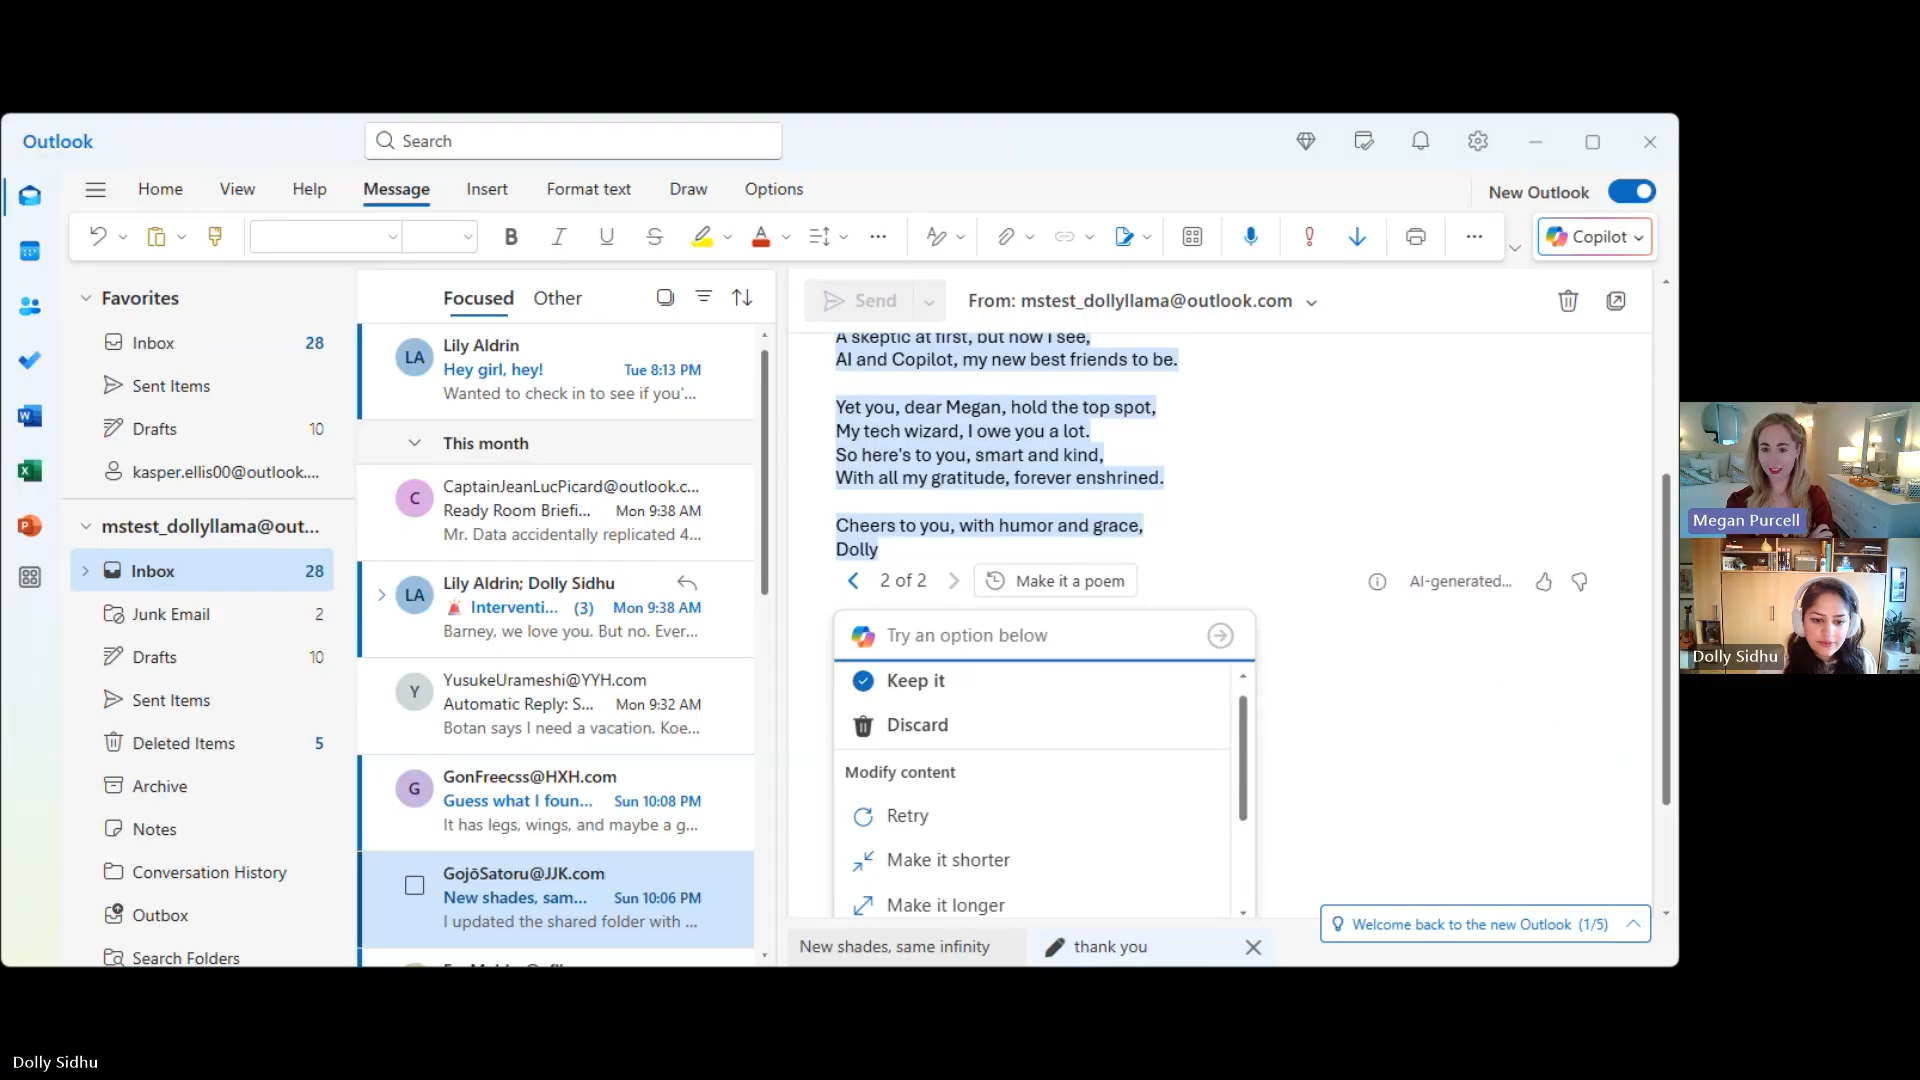 Outlook
Search
Home View Help Message Insert Format text Draw Options
New Outlook
Copilot
Favorites
Inbox 28
Sent Items
Drafts 10
kasper.ellis00@outlook....
mstest_dollyllama@out...
Inbox 28
Junk Email 2
Drafts 10
Sent Items
Deleted Items 5
Archive
Notes
Conversation History
Outbox
Search Folders
Focused Other
LA
Lily Aldrin
Hey girl, hey! Tue 8:13 PM
Wanted to check in to see if you'...
This month
C
CaptainJeanLucPicard@outlook.c...
Ready Room Briefi... Mon 9:38 AM
Mr. Data accidentally replicated 4...
LA
Lily Aldrin; Dolly Sidhu
Interventi... (3) Mon 9:38 AM
Barney, we love you. But no. Ever...
Y
YusukeUrameshi@YYH.com
Automatic Reply: S... Mon 9:32 AM
Botan says I need a vacation. Koe...
G
GonFreecss@HXH.com
Guess what I foun... Sun 10:08 PM
It has legs, wings, and maybe a g...
GojōSatoru@JJK.com
New shades, sam... Sun 10:06 PM
I updated the shared folder with ...
Send
From: mstest_dollyllama@outlook.com
A skeptic at first, but now I see,
AI and Copilot, my new best friends to be.
Yet you, dear Megan, hold the top spot,
My tech wizard, I owe you a lot.
So here's to you, smart and kind,
With all my gratitude, forever enshrined.
Cheers to you, with humor and grace,
Dolly
2 of 2 Make it a poem AI-generated...
Try an option below
Keep it
Discard
Modify content
Retry
Make it shorter
Make it longer
Welcome back to the new Outlook (1/5)
New shades, same infinity
thank you
Megan Purcell
Dolly Sidhu
Dolly Sidhu